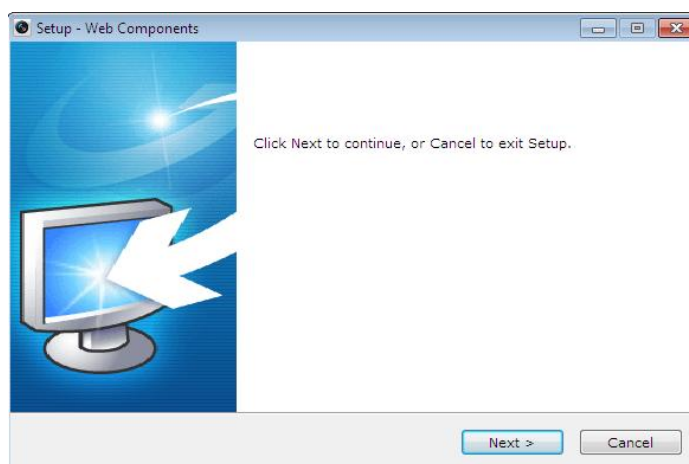 Setup - Web Components
Click Next to continue, or Cancel to exit Setup.
Next >
Cancel